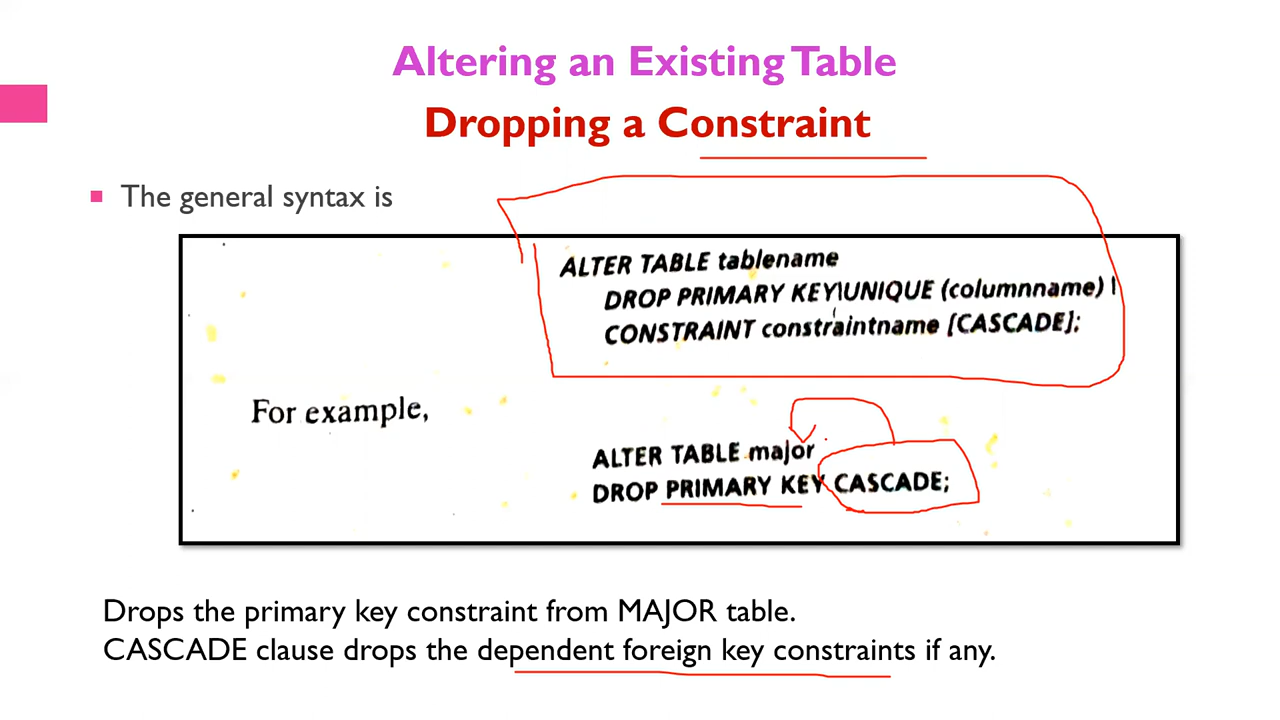 Altering an Existing Table
Dropping a Constraint
The general syntax is
ALTER TABLE tablename
DROP PRIMARY KEY|UNIQUE (columnname) |
CONSTRAINT constraintname [CASCADE];
For example,
ALTER TABLE major
DROP PRIMARY KEY CASCADE;
Drops the primary key constraint from MAJOR table.
CASCADE clause drops the dependent foreign key constraints if any.